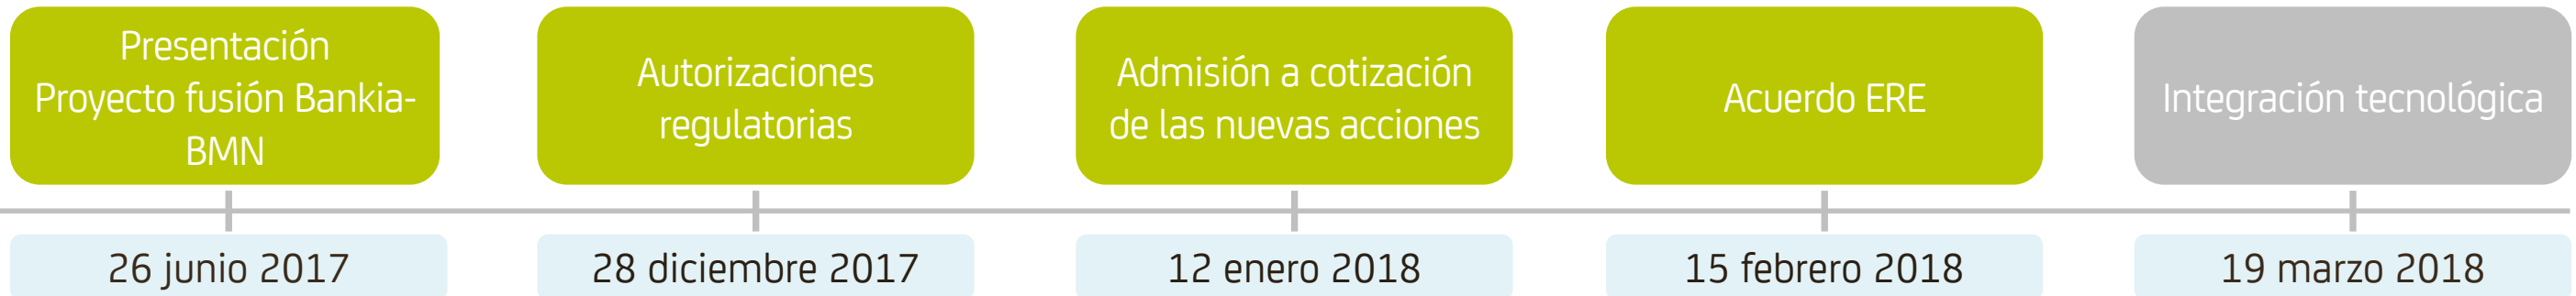 Presentación
Proyecto fusión Bankia-
BMN
Autorizaciones
regulatorias
Admisión a cotización
de las nuevas acciones
Acuerdo ERE
Integración tecnológica
26 junio 2017
28 diciembre 2017
12 enero 2018
15 febrero 2018
19 marzo 2018